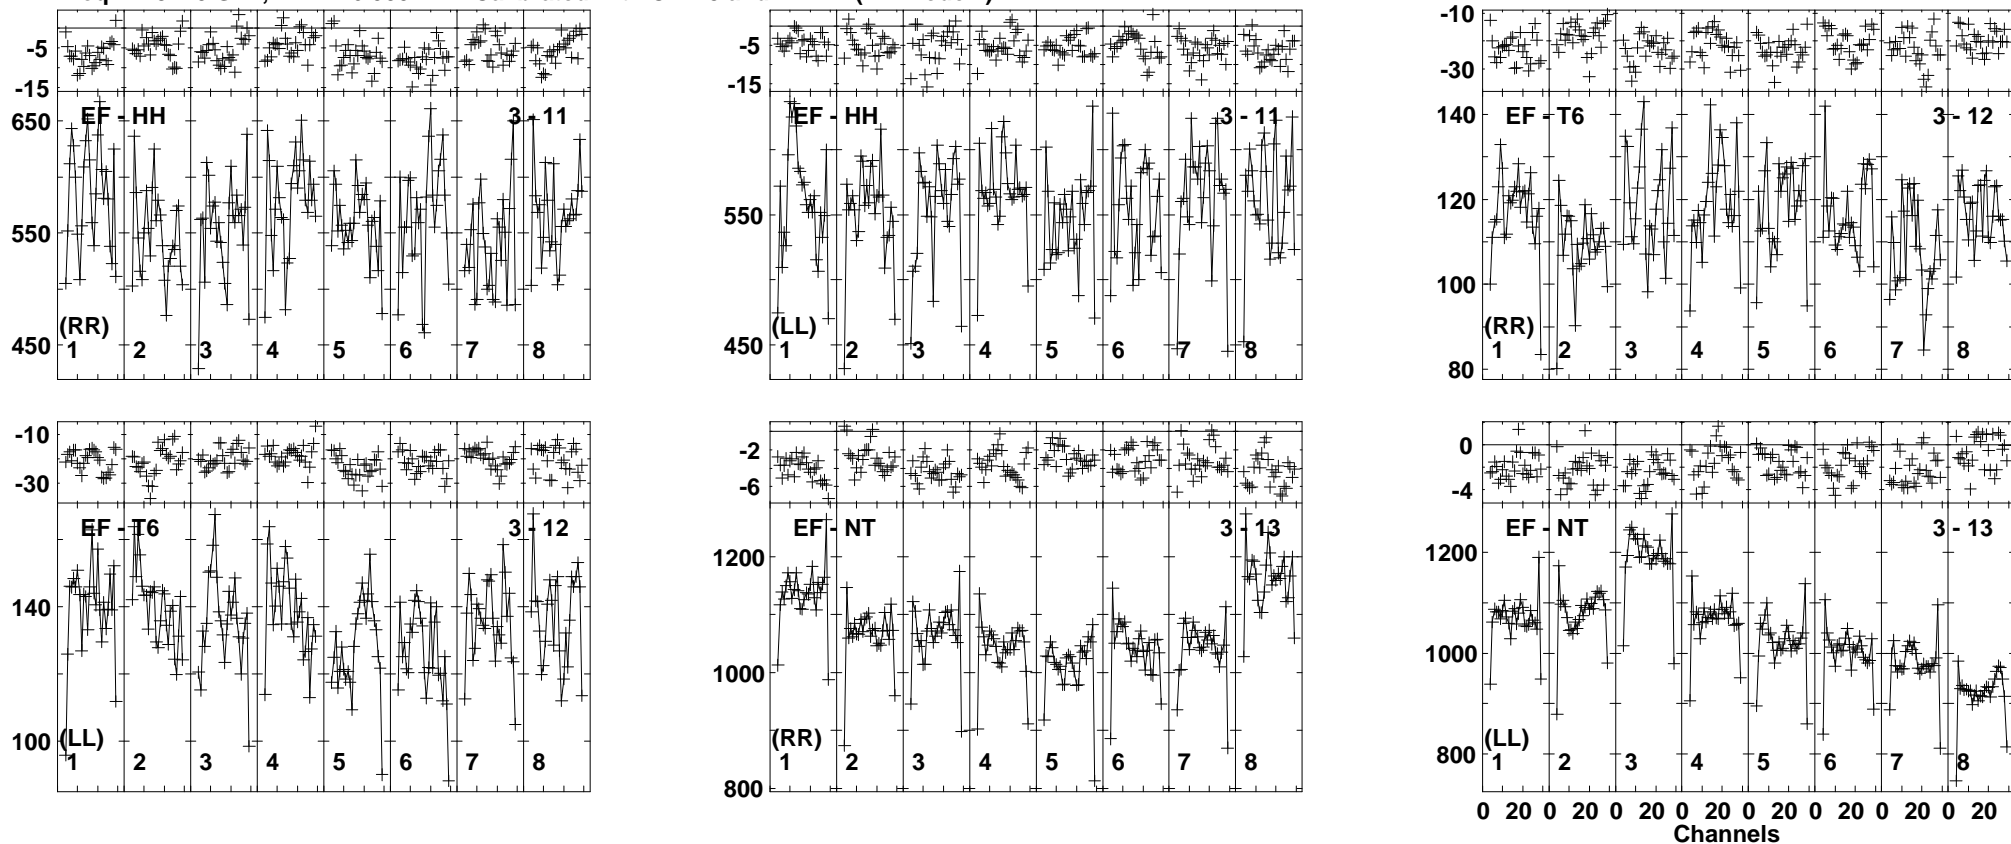 -5 -5 -10
-15 -15 -30
650 EF - HH 3 - 11
550
450 (RR) 1 2 3 4 5 6 7 8
EF - HH 3 - 11
550
450 (LL) 1 2 3 4 5 6 7 8
140 EF - T6 3 - 12
120
100
80 (RR) 1 2 3 4 5 6 7 8
-10 -2 0
-30 -6 -4
EF - T6 3 - 12
140
100 (LL) 1 2 3 4 5 6 7 8
EF - NT 3 - 13
1200
1000
800 (RR) 1 2 3 4 5 6 7 8
EF - NT 3 - 13
1200
1000
800 (LL) 1 2 3 4 5 6 7 8
0 20 0 20 0 20 0 20 0 20 0 20 0 20 0 20
Channels